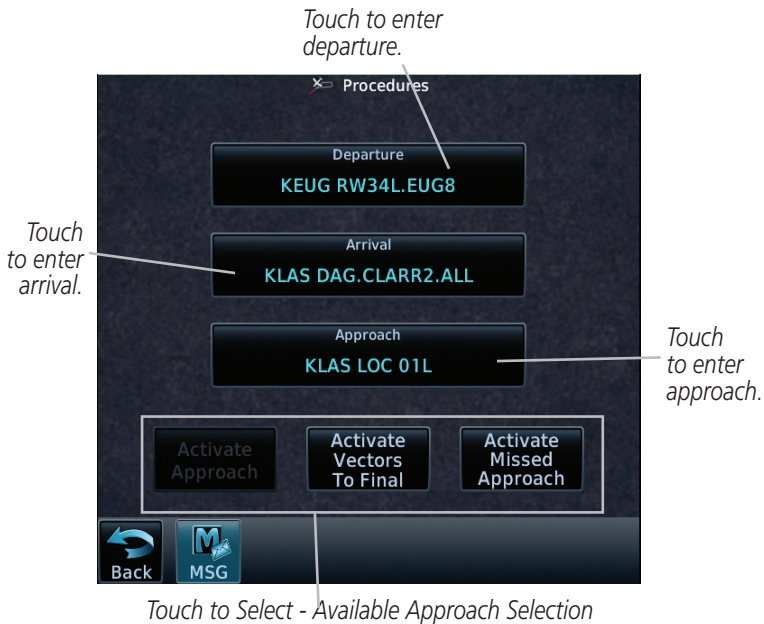 Touch to enter
departure.
Procedures
Departure
KEUG RW34L.EUG8
Touch
to enter
arrival.
Arrival
KLAS DAG.CLARR2.ALL
Approach
KLAS LOC 01L
Touch
to enter
approach.
Activate
Approach
Activate
Vectors
To Final
Activate
Missed
Approach
Back
M
MSG
Touch to Select - Available Approach Selection